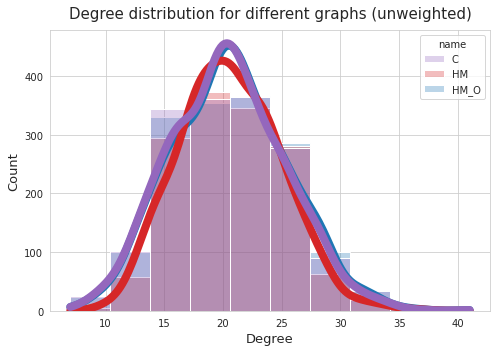 Degree distribution for different graphs (unweighted)
name
C
HM
HM_O
Count
400
300
200
100
0
10 15 20 25 30 35 40
Degree